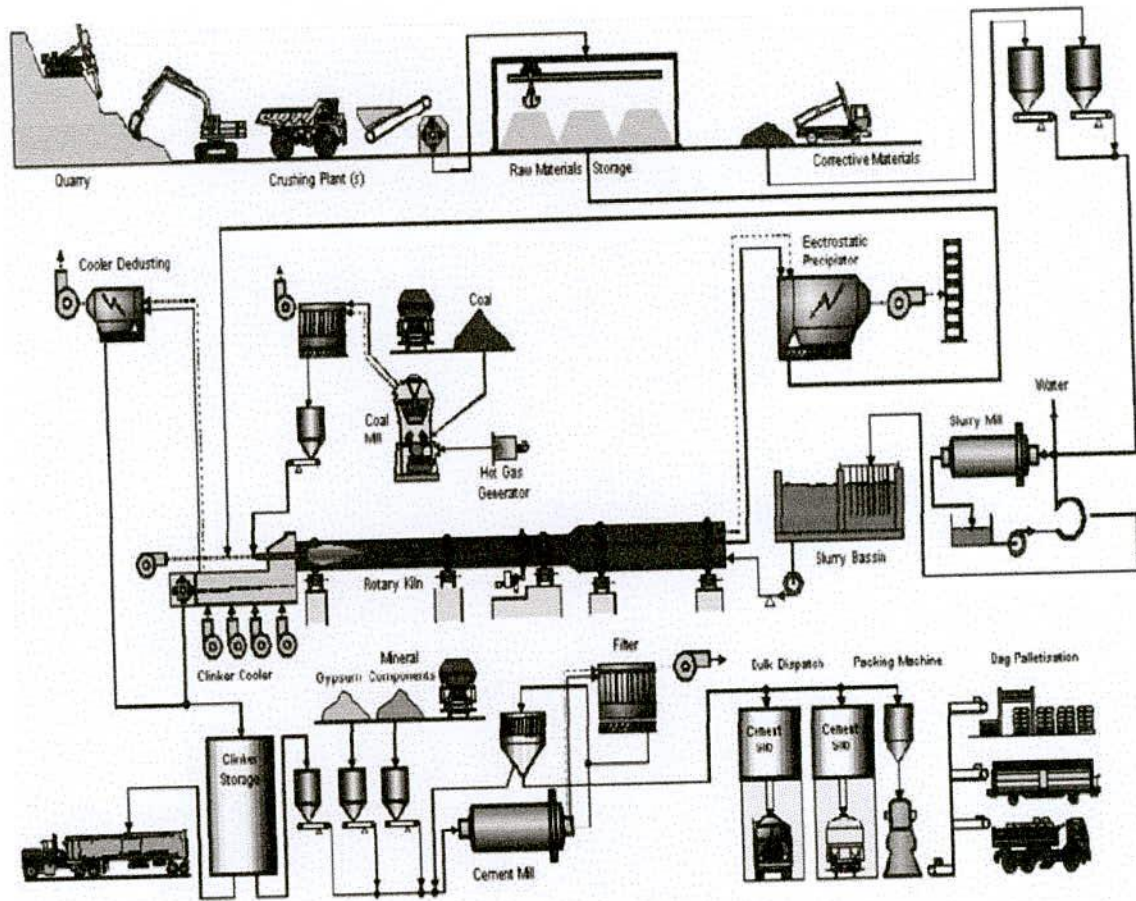 Quarry
Crushing Plant (s)
Raw Materials Storage
Corrective Materials
Cooler Dedusting
Coal
Electrostatic
Precipiator
Water
Coal
Mill
Slurry Mill
Hot Gas
Generator
Rotary Kiln
Slurry Bassin
Clinker Cooler
Mineral
Gypsum Components
Filter
Bulk Dispatch
Packing Machine
Bag Palletisation
Clinker
Storage
Cement
Silo
Cement
Silo
Cement Mill